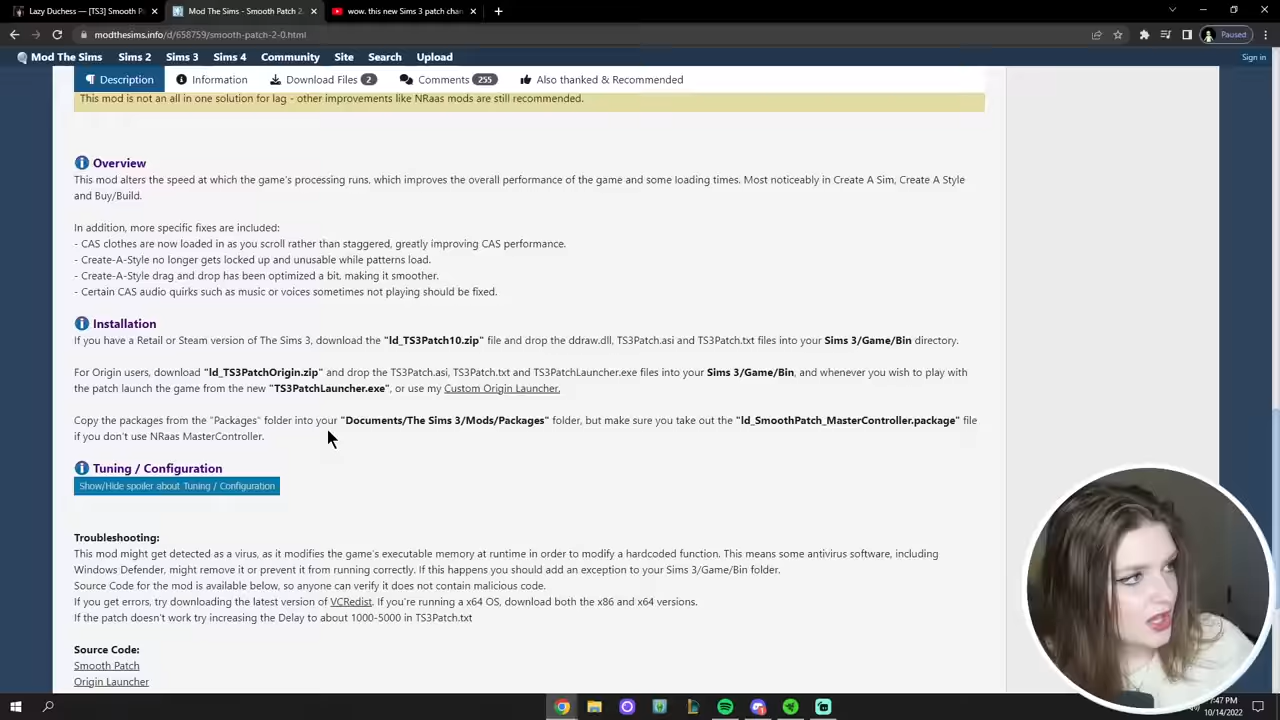 Lazy Duchess — [TS3] Smooth P
Mod The Sims - Smooth Patch 2.
wow. this new Sims 3 patch chan
modthesims.info/d/658759/smooth-patch-2-0.html
Paused
Mod The Sims Sims 2 Sims 3 Sims 4 Community Site Search Upload
Sign in
Description Information Download Files 2 Comments 255 Also thanked & Recommended
This mod is not an all in one solution for lag - other improvements like NRaas mods are still recommended.
Overview
This mod alters the speed at which the game's processing runs, which improves the overall performance of the game and some loading times. Most noticeably in Create A Sim, Create A Style
and Buy/Build.
In addition, more specific fixes are included:
- CAS clothes are now loaded in as you scroll rather than staggered, greatly improving CAS performance.
- Create-A-Style no longer gets locked up and unusable while patterns load.
- Create-A-Style drag and drop has been optimized a bit, making it smoother.
- Certain CAS audio quirks such as music or voices sometimes not playing should be fixed.
Installation
If you have a Retail or Steam version of The Sims 3, download the "ld_TS3Patch10.zip" file and drop the ddraw.dll, TS3Patch.asi and TS3Patch.txt files into your Sims 3/Game/Bin directory.
For Origin users, download "ld_TS3PatchOrigin.zip" and drop the TS3Patch.asi, TS3Patch.txt and TS3PatchLauncher.exe files into your Sims 3/Game/Bin, and whenever you wish to play with
the patch launch the game from the new "TS3PatchLauncher.exe", or use my Custom Origin Launcher.
Copy the packages from the "Packages" folder into your "Documents/The Sims 3/Mods/Packages" folder, but make sure you take out the "ld_SmoothPatch_MasterController.package" file
if you don't use NRaas MasterController.
Tuning / Configuration
Show/Hide spoiler about Tuning / Configuration
Troubleshooting:
This mod might get detected as a virus, as it modifies the game's executable memory at runtime in order to modify a hardcoded function. This means some antivirus software, including
Windows Defender, might remove it or prevent it from running correctly. If this happens you should add an exception to your Sims 3/Game/Bin folder.
Source Code for the mod is available below, so anyone can verify it does not contain malicious code.
If you get errors, try downloading the latest version of VCRedist. If you're running a x64 OS, download both the x86 and x64 versions.
If the patch doesn't work try increasing the Delay to about 1000-5000 in TS3Patch.txt
Source Code:
Smooth Patch
Origin Launcher
7:47 PM
10/14/2022